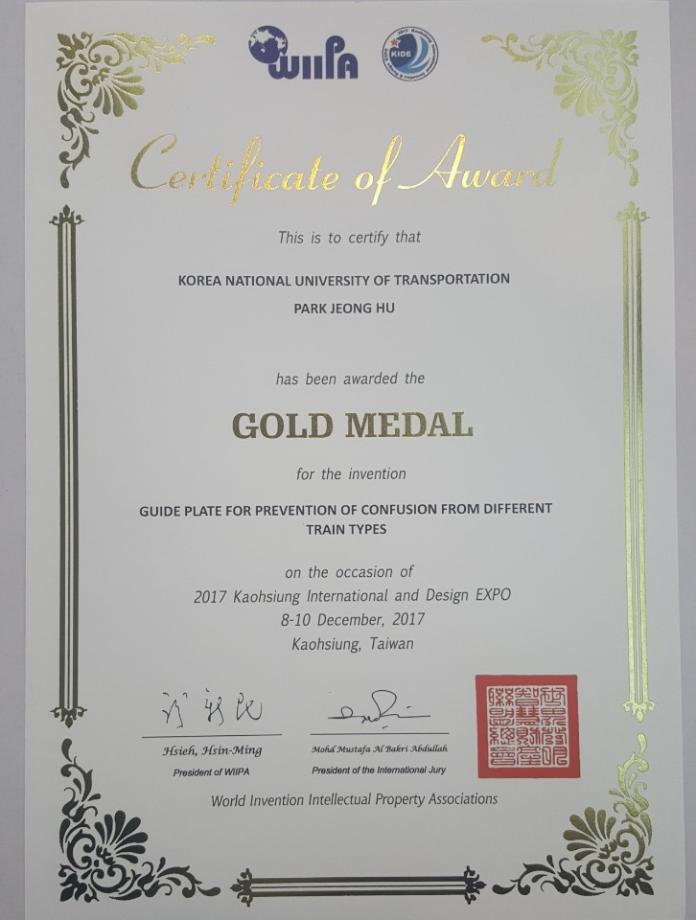 WIIPA
KIDE
Certificate of Award
This is to certify that
KOREA NATIONAL UNIVERSITY OF TRANSPORTATION
PARK JEONG HU
has been awarded the
GOLD MEDAL
for the invention
GUIDE PLATE FOR PREVENTION OF CONFUSION FROM DIFFERENT
TRAIN TYPES
on the occasion of
2017 Kaohsiung International and Design EXPO
8-10 December, 2017
Kaohsiung, Taiwan
Hsieh, Hsin-Ming
Mohd Mustafa Al Bakri Abdullah
President of WIIPA
President of the International Jury
World Invention Intellectual Property Associations